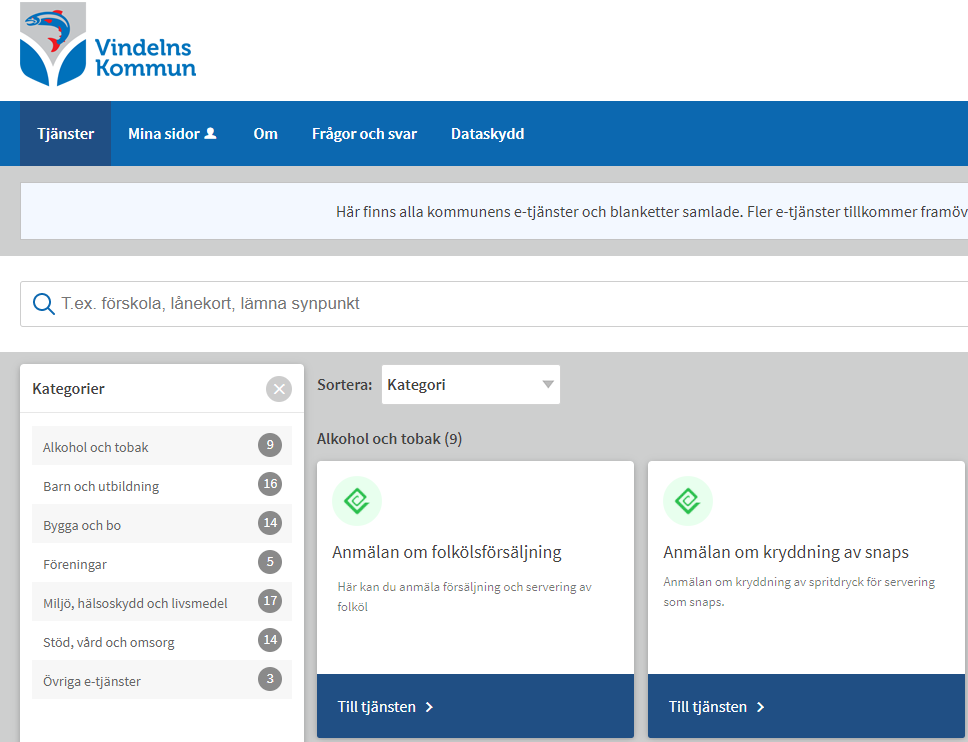 Vindelns
Kommun
Tjänster
Mina sidor
Om
Frågor och svar
Dataskydd
Här finns alla kommunens e-tjänster och blanketter samlade. Fler e-tjänster tillkommer framöv
T.ex. förskola, lånekort, lämna synpunkt
Kategorier
Alkohol och tobak 9
Barn och utbildning 16
Bygga och bo 14
Föreningar 5
Miljö, hälsoskydd och livsmedel 17
Stöd, vård och omsorg 14
Övriga e-tjänster 3
Sortera: Kategori
Alkohol och tobak (9)
Anmälan om folkölsförsäljning
Här kan du anmäla försäljning och servering av
folköl
Till tjänsten
Anmälan om kryddning av snaps
Anmälan om kryddning av spritdryck för servering
som snaps.
Till tjänsten